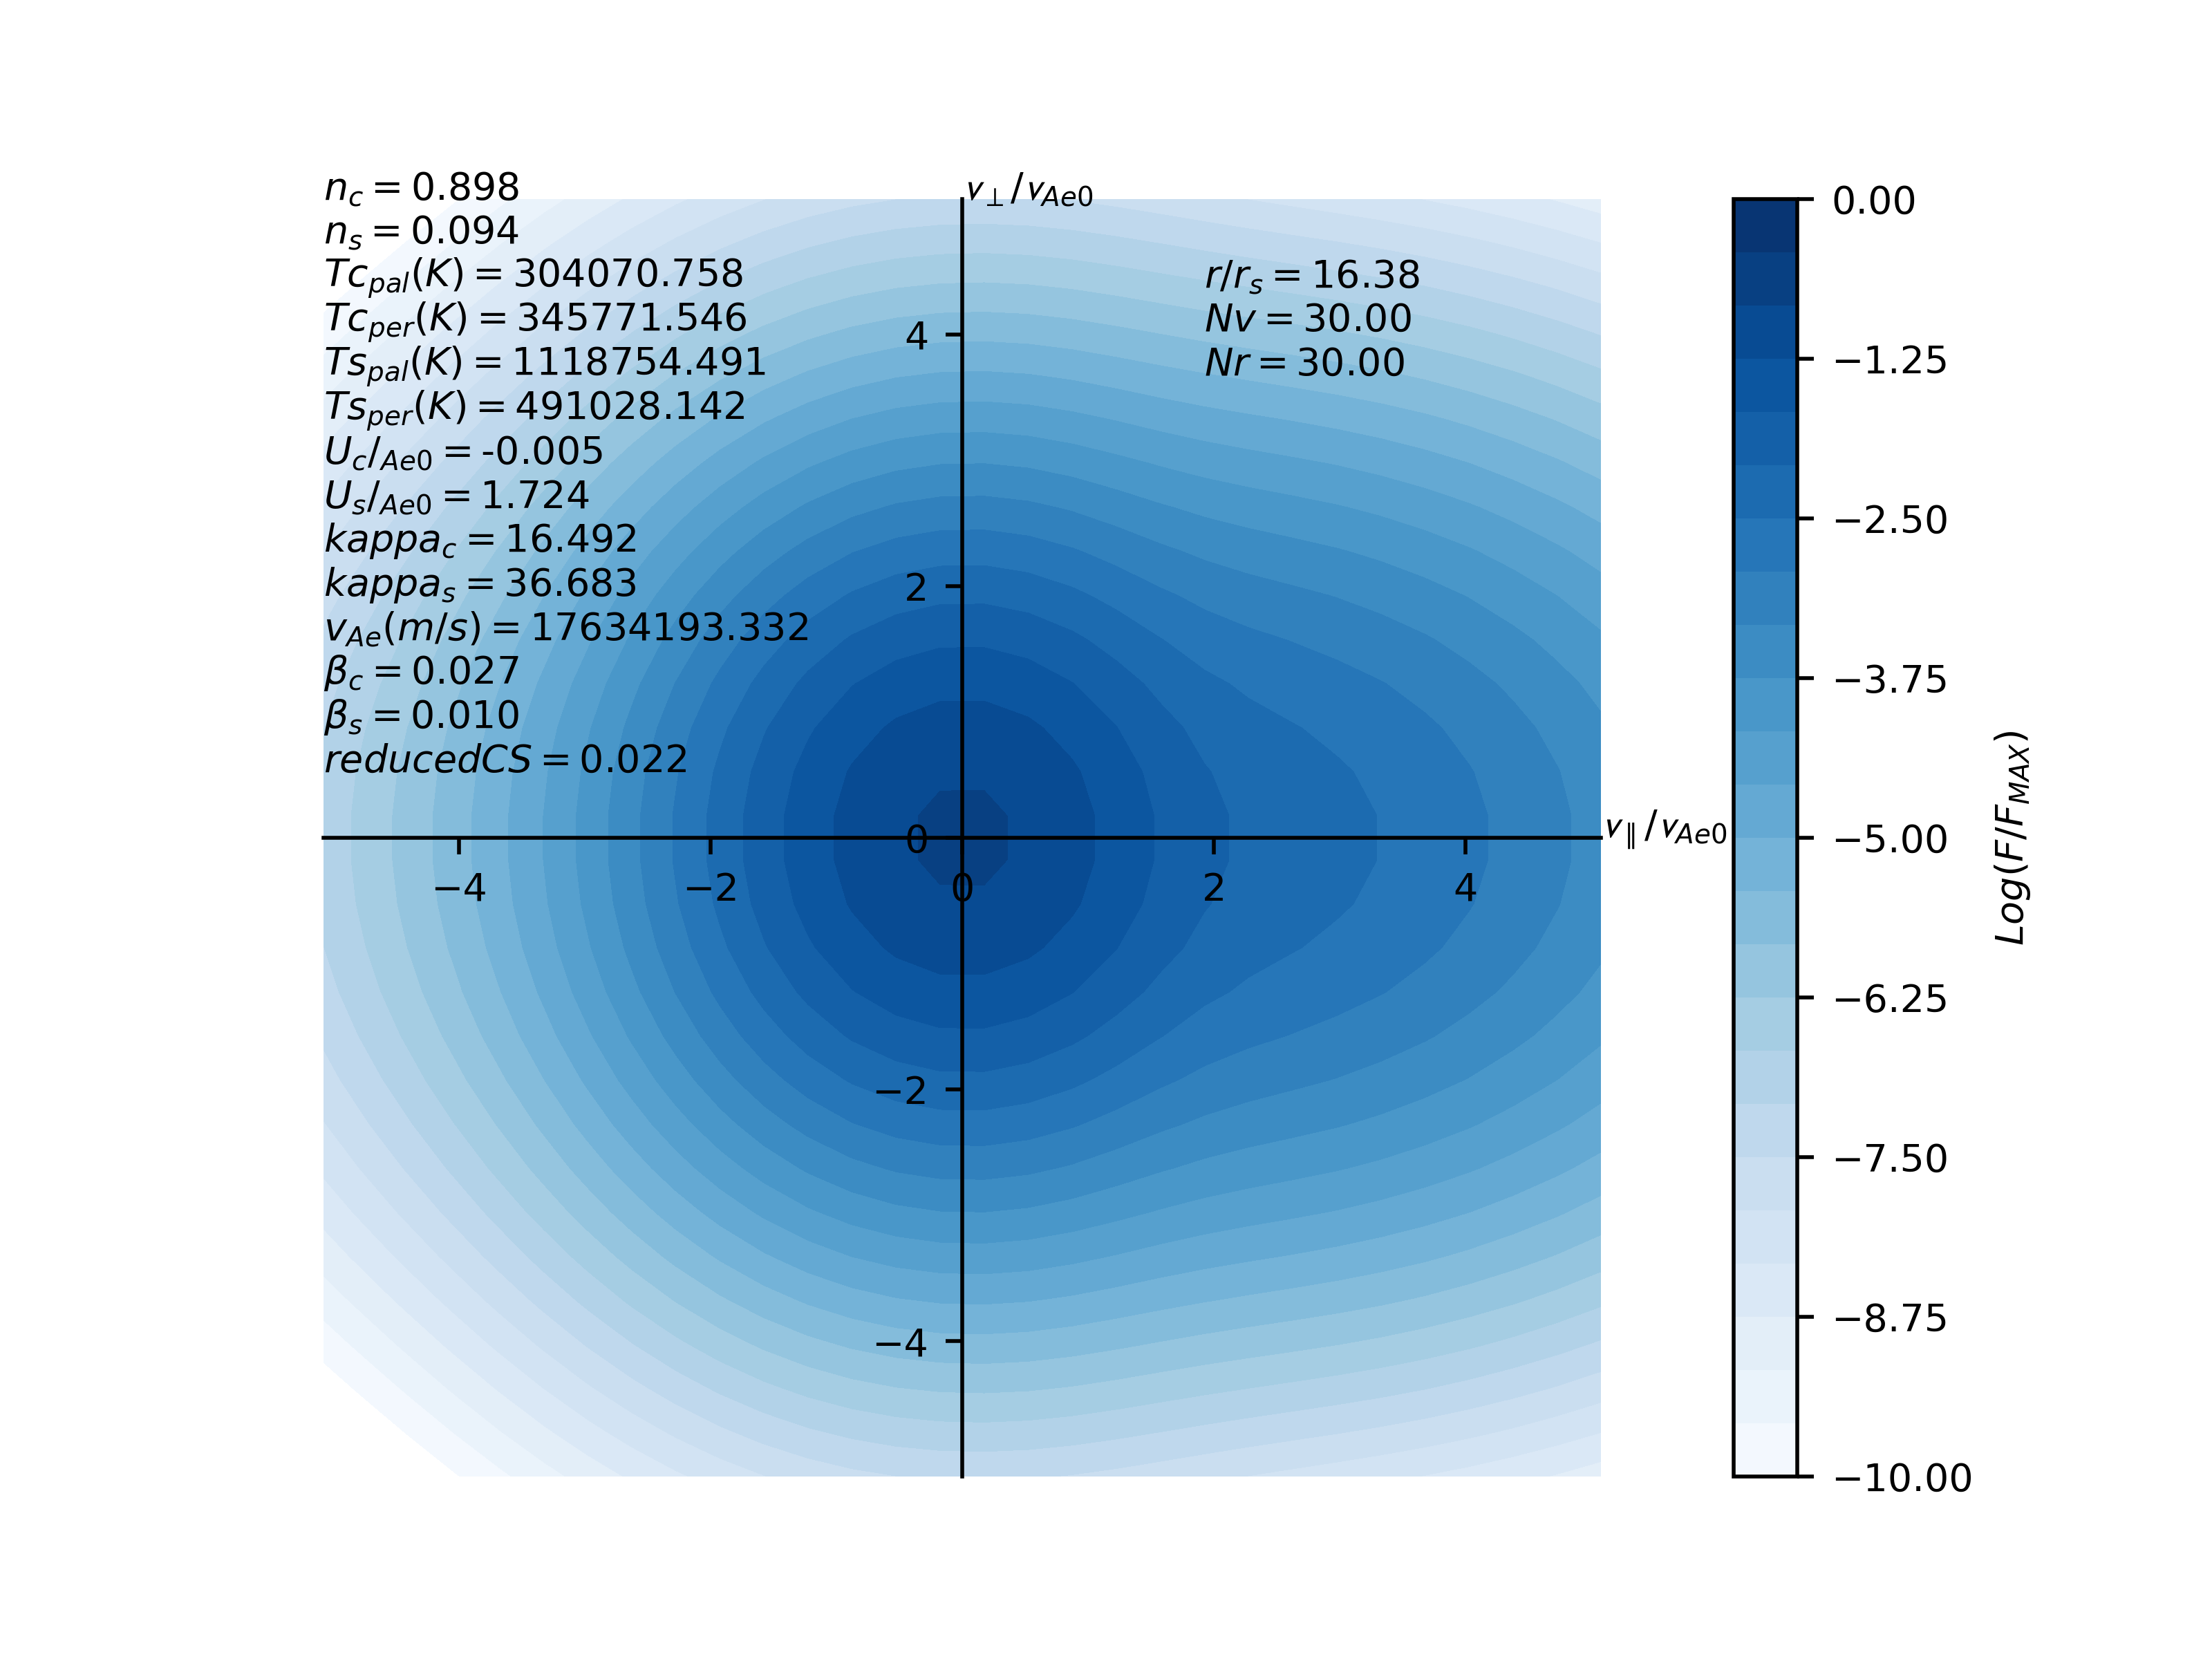 n_c = 0.898
n_s = 0.094
Tc_pal(K) = 304070.758
Tc_per(K) = 345771.546
Ts_pal(K) = 1118754.491
Ts_per(K) = 491028.142
U_c/_Ae0 = -0.005
U_s/_Ae0 = 1.724
kappa_c = 16.492
kappa_s = 36.683
v_Ae(m/s) = 17634193.332
β_c = 0.027
β_s = 0.010
reducedCS = 0.022
v_⊥/v_Ae0
r/r_s = 16.38
Nv = 30.00
Nr = 30.00
4
2
0
−2
−4
−4
−2
0
2
4
v_∥/v_Ae0
0.00
−1.25
−2.50
−3.75
−5.00
−6.25
−7.50
−8.75
−10.00
Log(F/F_MAX)